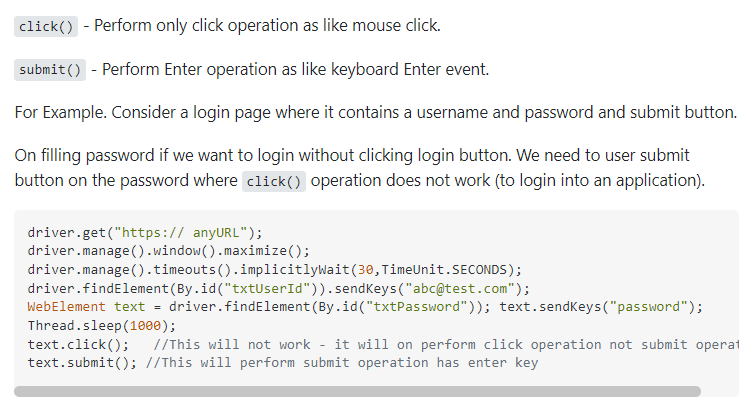 click() - Perform only click operation as like mouse click.
submit() - Perform Enter operation as like keyboard Enter event.
For Example. Consider a login page where it contains a username and password and submit button.
On filling password if we want to login without clicking login button. We need to user submit
button on the password where click() operation does not work (to login into an application).
driver.get("https:// anyURL");
driver.manage().window().maximize();
driver.manage().timeouts().implicitlyWait(30,TimeUnit.SECONDS);
driver.findElement(By.id("txtUserId")).sendKeys("abc@test.com");
WebElement text = driver.findElement(By.id("txtPassword")); text.sendKeys("password");
Thread.sleep(1000);
text.click();   //This will not work - it will on perform click operation not submit operat
text.submit(); //This will perform submit operation has enter key